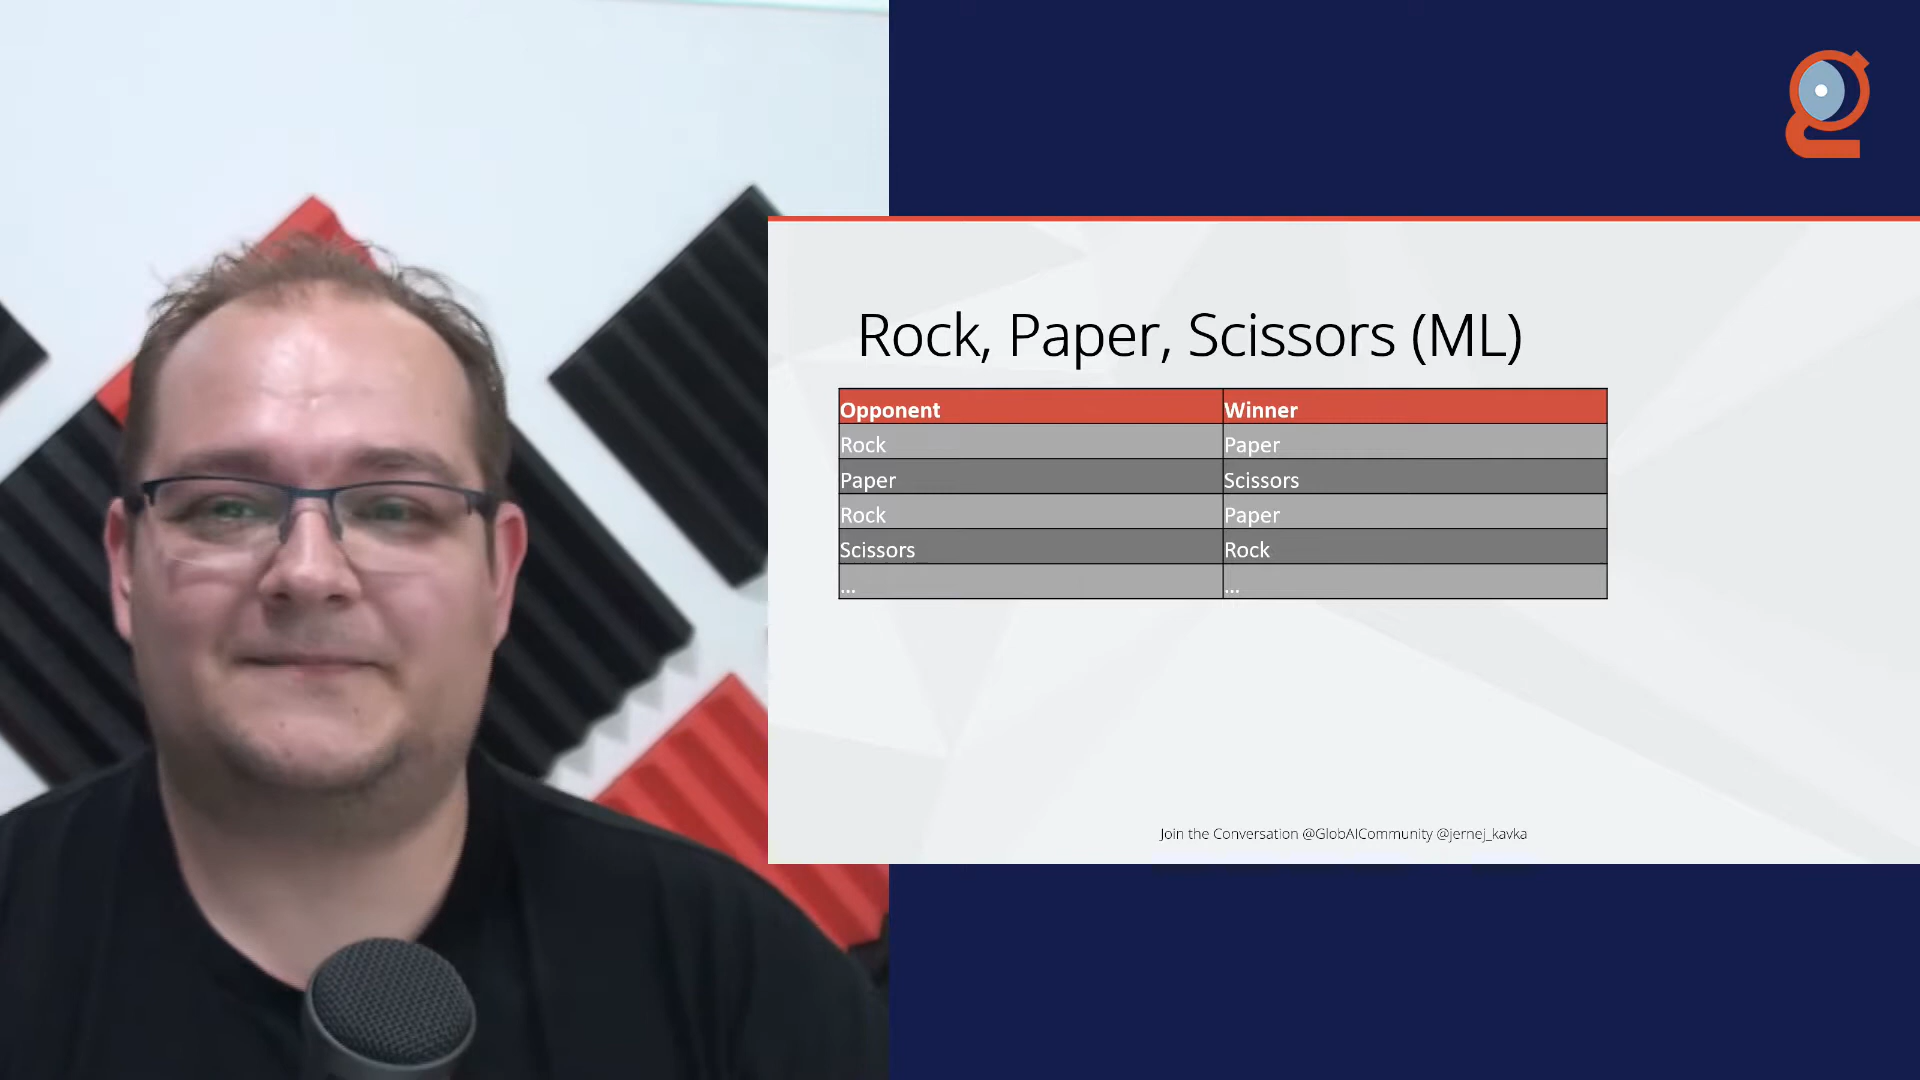 Rock, Paper, Scissors (ML)
Opponent Winner
Rock Paper
Paper Scissors
Rock Paper
Scissors Rock
... ...
Join the Conversation @GlobAICommunity @jernej_kavka